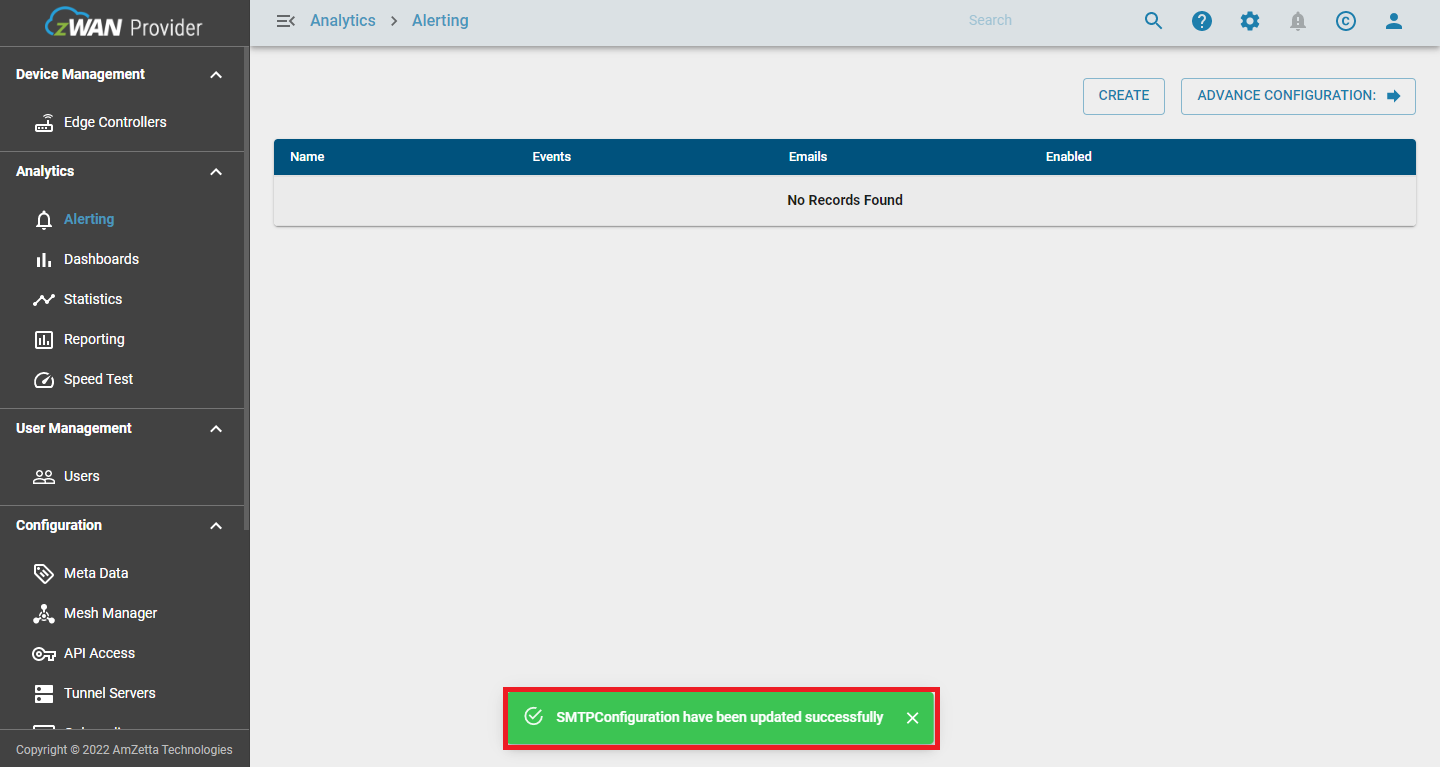 zWAN Provider
Analytics
Alerting
Search
Device Management
Edge Controllers
Analytics
Alerting
Dashboards
Statistics
Reporting
Speed Test
User Management
Users
Configuration
Meta Data
Mesh Manager
API Access
Tunnel Servers
Copyright © 2022 AmZetta Technologies
CREATE
ADVANCE CONFIGURATION:
Name Events Emails Enabled
No Records Found
SMTPConfiguration have been updated successfully